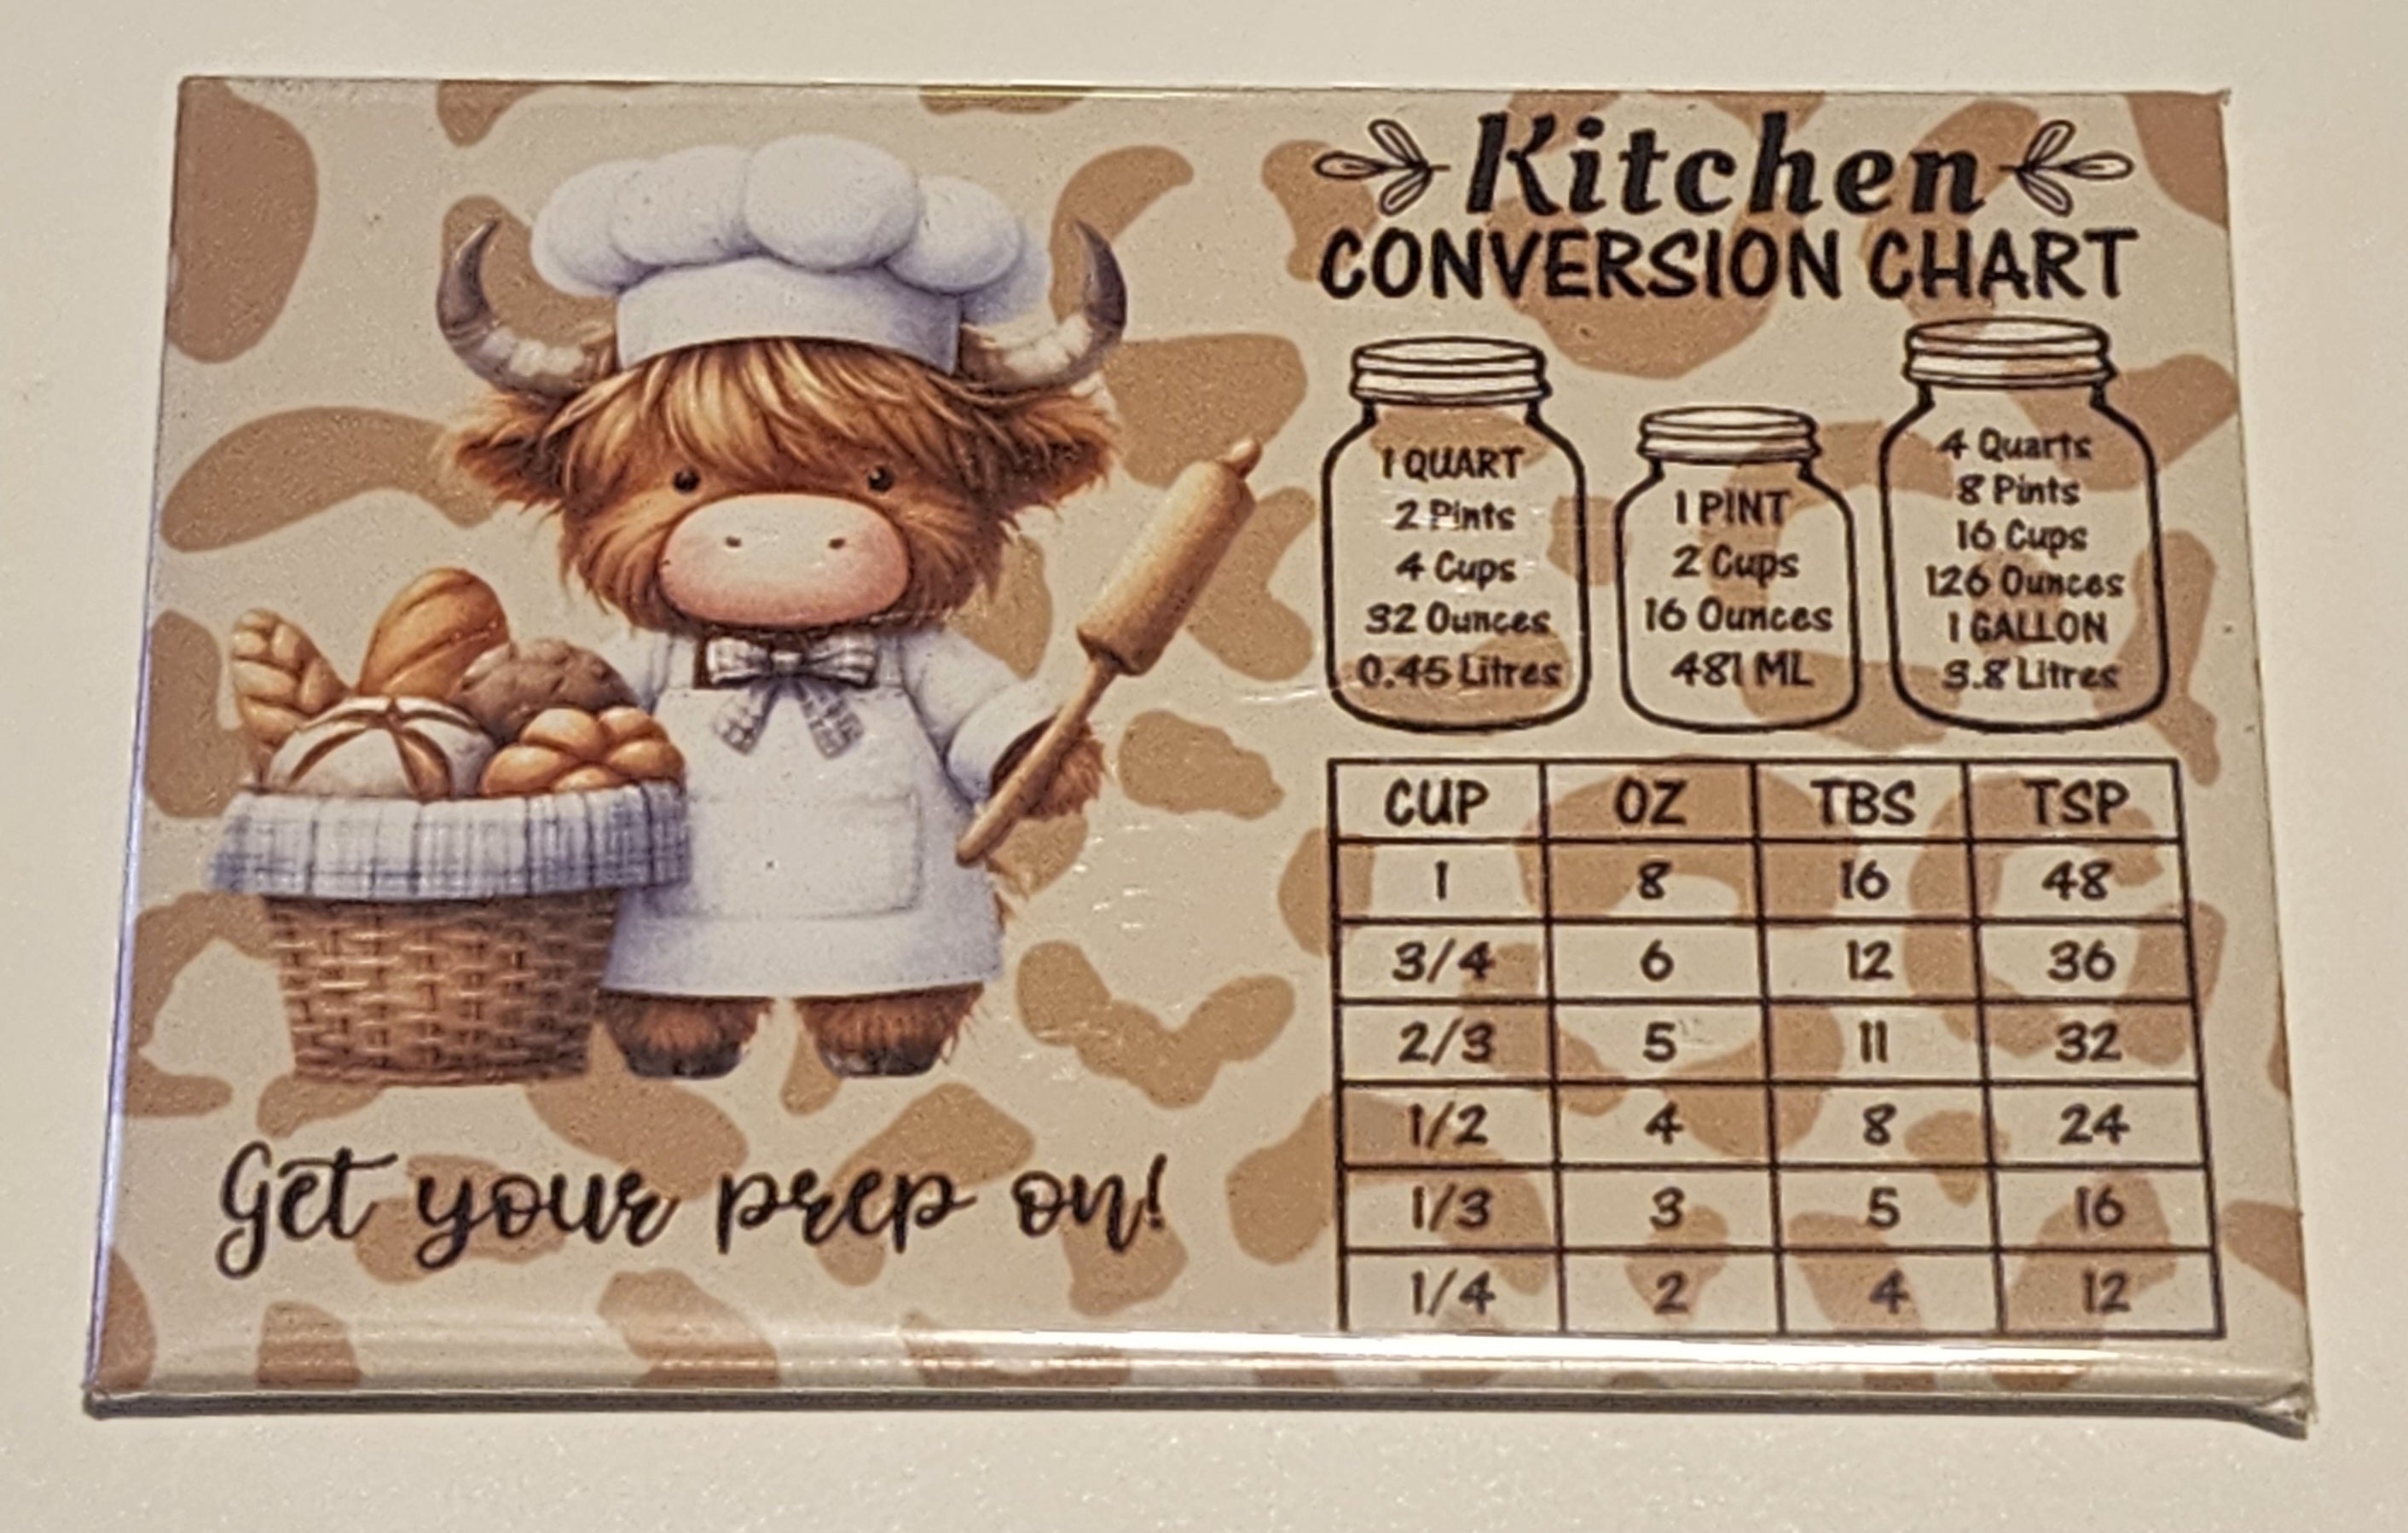 Kitchen
CONVERSION CHART
1 QUART
2 Pints
4 Cups
32 Ounces
0.45 Litres
1 PINT
2 Cups
16 Ounces
481 ML
4 Quarts
8 Pints
16 Cups
126 Ounces
1 GALLON
3.8 Litres
CUP OZ TBS TSP
1 8 16 48
3/4 6 12 36
2/3 5 11 32
1/2 4 8 24
1/3 3 5 16
1/4 2 4 12
Get your prep on!